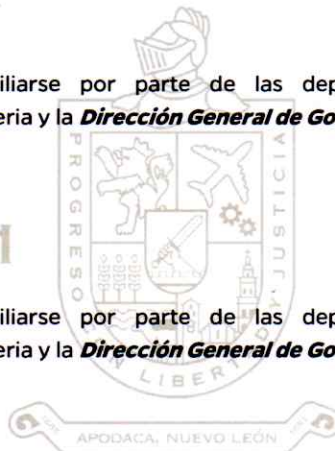 iliarse por parte de las dep
eria y la Dirección General de Go
PROGRESO EN LIBERTAD Y JUSTICIA
iliarse por parte de las dep
eria y la Dirección General de Go
APODACA, NUEVO LEÓN